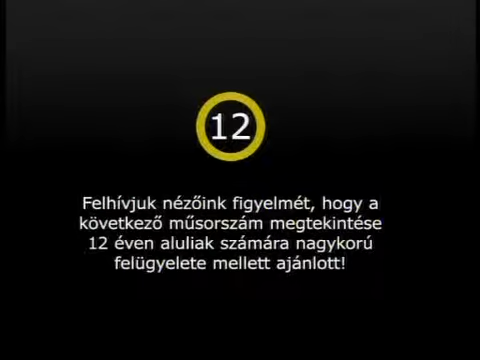 12
Felhívjuk nézőink figyelmét, hogy a
következő műsorszám megtekintése
12 éven aluliak számára nagykorú
felügyelete mellett ajánlott!